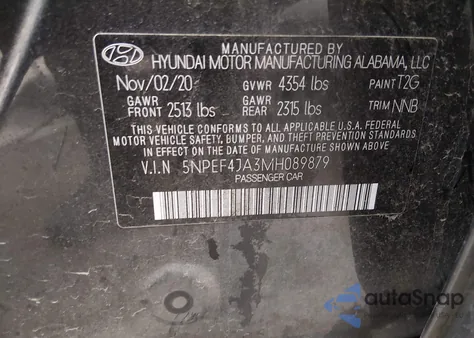 MANUFACTURED BY
HYUNDAI MOTOR MANUFACTURING ALABAMA, LLC
Nov/02/20 GVWR 4354 lbs PAINT T2G
GAWR FRONT 2513 lbs GAWR REAR 2315 lbs TRIM NNB
THIS VEHICLE CONFORMS TO ALL APPLICABLE U.S.A FEDERAL
MOTOR VEHICLE SAFETY, BUMPER, AND THEFT PREVENTION
STANDARDS IN EFFECT ON THE DATE OF MANUFACTURE SHOWN ABOVE.
V.I.N 5NPEF4JA3MH089879
PASSENGER CAR
autoSnap